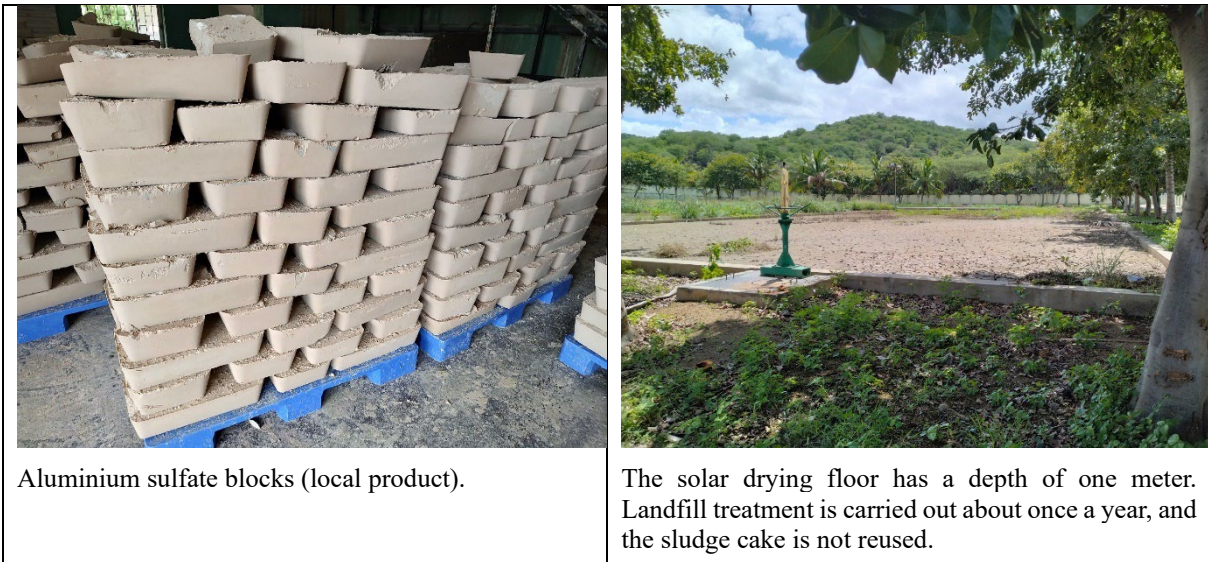 Aluminium sulfate blocks (local product).
The solar drying floor has a depth of one meter.
Landfill treatment is carried out about once a year, and
the sludge cake is not reused.